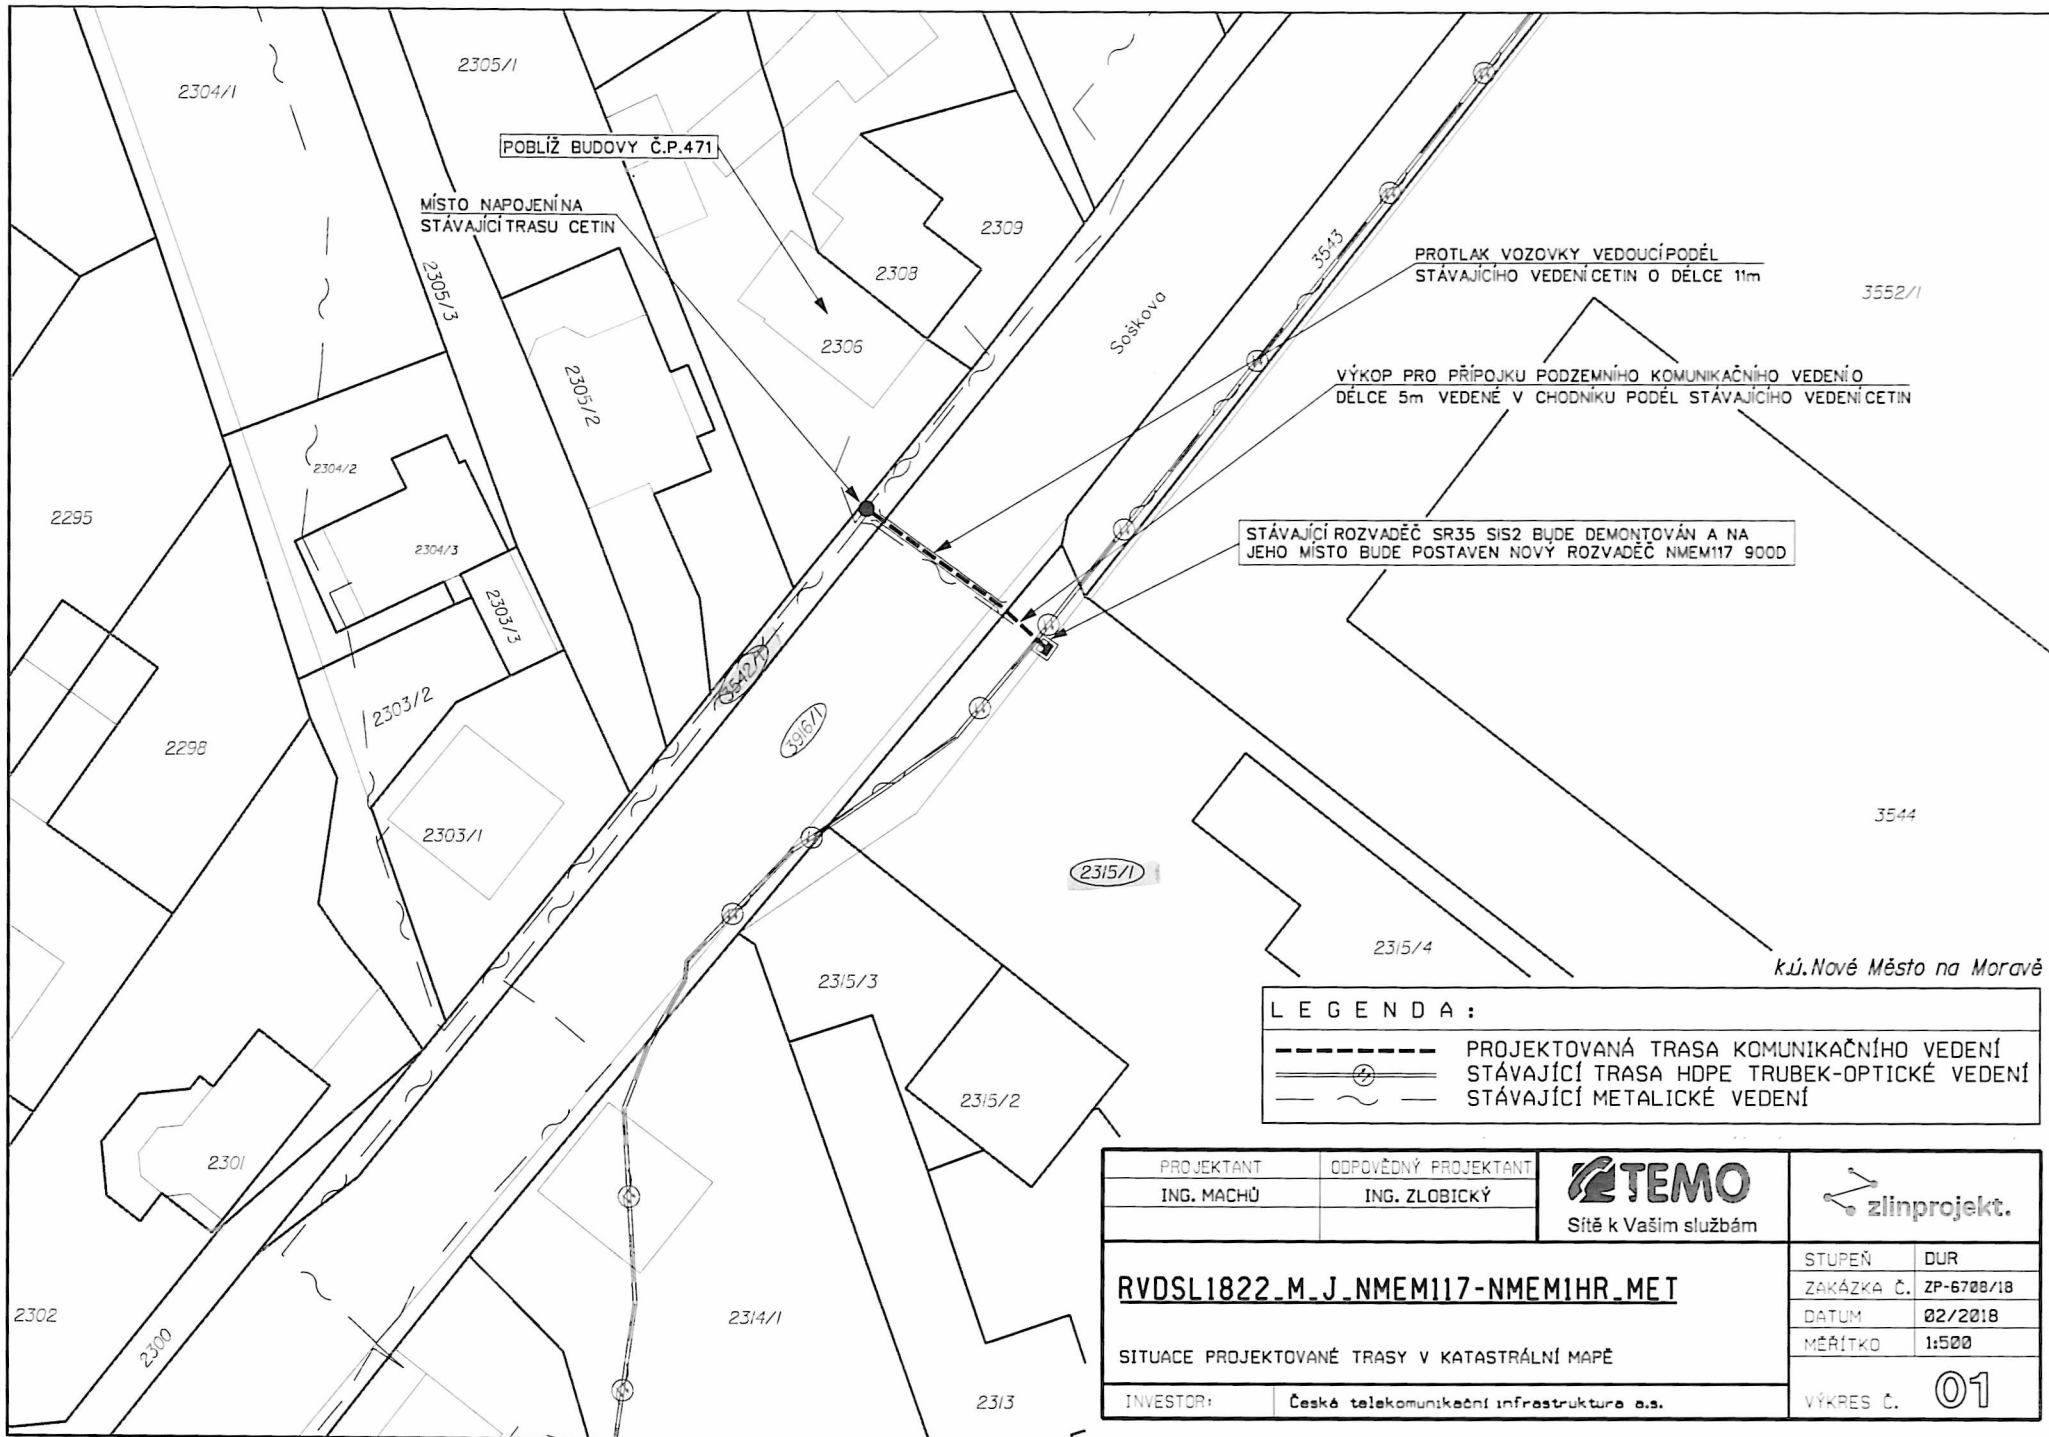 2304/1
2305/1
POBLÍŽ BUDOVY Č.P.471
MÍSTO NAPOJENÍ NA
STÁVAJÍCÍ TRASU CETIN
2309
2308
2306
2305/3
2305/2
Soškova
3543
PROTLAK VOZOVKY VEDOUCÍ PODÉL
STÁVAJÍCÍHO VEDENÍ CETIN O DÉLCE 11m
3552/1
VÝKOP PRO PŘÍPOJKU PODZEMNÍHO KOMUNIKAČNÍHO VEDENÍ O
DÉLCE 5m VEDENÉ V CHODNÍKU PODÉL STÁVAJÍCÍHO VEDENÍ CETIN
STÁVAJÍCÍ ROZVADĚČ SR35 SIS2 BUDE DEMONTOVÁN A NA
JEHO MÍSTO BUDE POSTAVEN NOVÝ ROZVADĚČ NMEM117 900D
2304/2
2295
2304/3
2303/3
2303/2
3542/1
3916/1
2298
2303/1
3544
2315/1
2315/4
2315/3
2315/2
2301
2302
2300
2314/1
2313
k.ú. Nové Město na Moravě
LEGENDA:
PROJEKTOVANÁ TRASA KOMUNIKAČNÍHO VEDENÍ
STÁVAJÍCÍ TRASA HDPE TRUBEK-OPTICKÉ VEDENÍ
STÁVAJÍCÍ METALICKÉ VEDENÍ
PROJEKTANT
ODPOVĚDNÝ PROJEKTANT
ING. MACHŮ
ING. ZLOBICKÝ
TEMO
Sítě k Vašim službám
zlinprojekt.
RVDSL1822_M_J_NMEM117-NMEM1HR_MET
SITUACE PROJEKTOVANÉ TRASY V KATASTRÁLNÍ MAPĚ
INVESTOR: Česká telekomunikační infrastruktura a.s.
STUPEŇ DUR
ZAKÁZKA Č. ZP-6708/18
DATUM 02/2018
MĚŘÍTKO 1:500
VÝKRES Č. 01